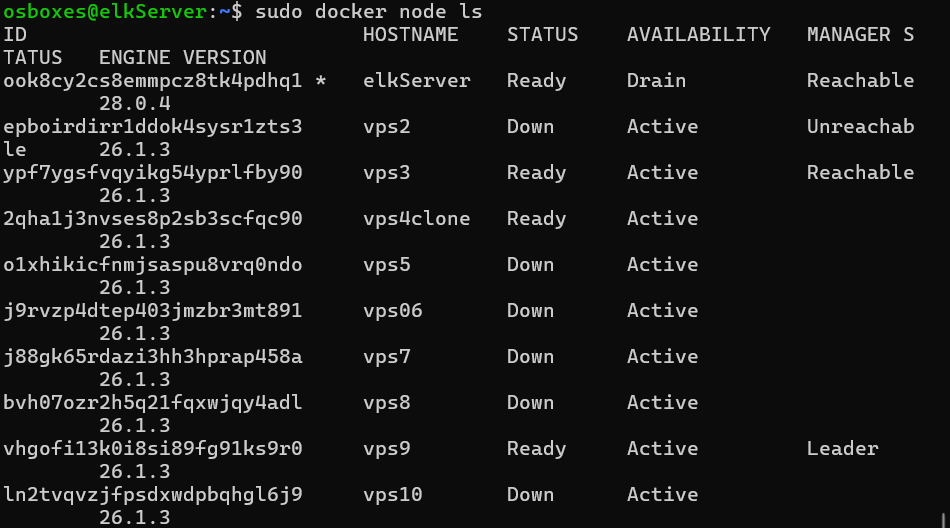 osboxes@elkServer:~$ sudo docker node ls
ID                            HOSTNAME    STATUS    AVAILABILITY   MANAGER S
TATUS   ENGINE VERSION
ook8cy2cs8emmpcz8tk4pdhq1 *   elkServer   Ready     Drain          Reachable
        28.0.4
epboirdirr1ddok4sysr1zts3     vps2        Down      Active         Unreachab
le      26.1.3
ypf7ygsfvqyikg54yprlfby90     vps3        Ready     Active         Reachable
        26.1.3
2qha1j3nvses8p2sb3scfqc90     vps4clone   Ready     Active
        26.1.3
o1xhikicfnmjsaspu8vrq0ndo     vps5        Down      Active
        26.1.3
j9rvzp4dtep403jmzbr3mt891     vps06       Down      Active
        26.1.3
j88gk65rdazi3hh3hprap458a     vps7        Down      Active
        26.1.3
bvh07ozr2h5q21fqxwjqy4adl     vps8        Down      Active
        26.1.3
vhgofi13k0i8si89fg91ks9r0     vps9        Ready     Active         Leader
        26.1.3
ln2tvqvzjfpsdxwdpbqhgl6j9     vps10       Down      Active
        26.1.3